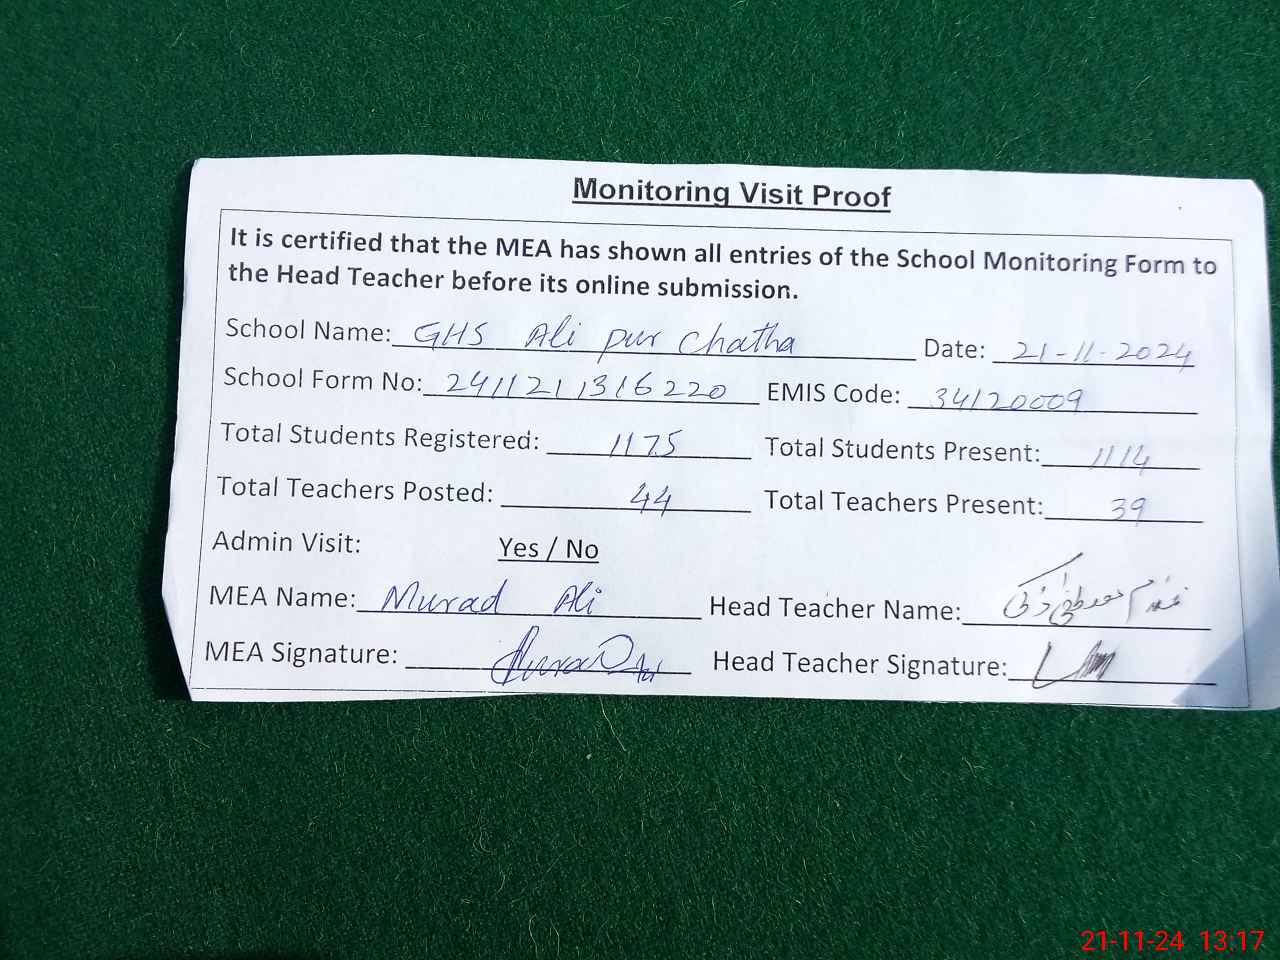 Monitoring Visit Proof
It is certified that the MEA has shown all entries of the School Monitoring Form to
the Head Teacher before its online submission.
School Name: GHS Ali pur Chatha Date: 21-11-2024
School Form No: 241121131622​0 EMIS Code: 34120009
Total Students Registered: 1175 Total Students Present: 1114
Total Teachers Posted: 44 Total Teachers Present: 39
Admin Visit: Yes / No
MEA Name: Murad Ali Head Teacher Name: غلام مصطفیٰ
MEA Signature: Head Teacher Signature:
21-11-24 13:17